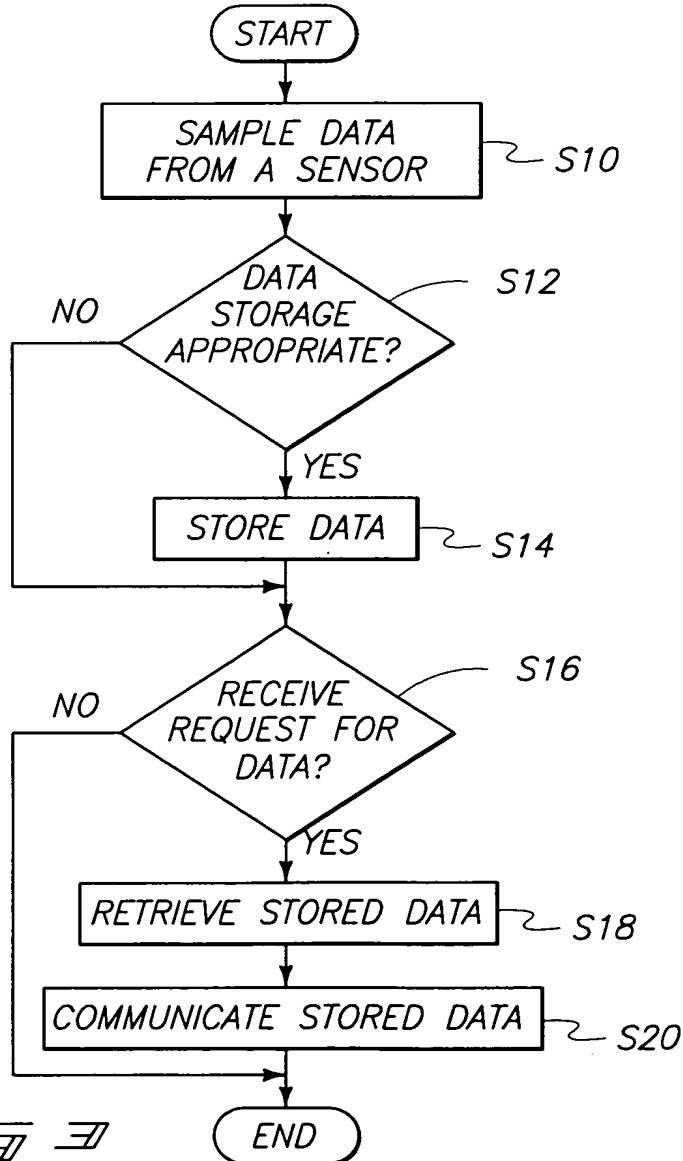 START
SAMPLE DATA
FROM A SENSOR
S10
DATA
STORAGE
APPROPRIATE?
S12
NO
YES
STORE DATA
S14
RECEIVE
REQUEST FOR
DATA?
S16
NO
YES
RETRIEVE STORED DATA
S18
COMMUNICATE STORED DATA
S20
END